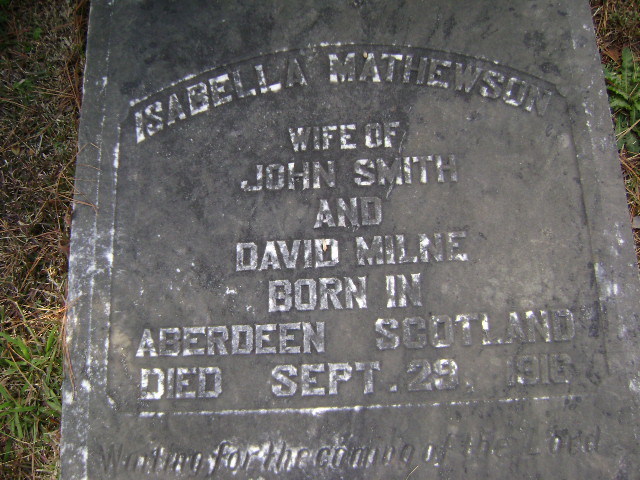 ISABELLA MATHEWSON
WIFE OF
JOHN SMITH
AND
DAVID MILNE
BORN IN
ABERDEEN SCOTLAND
DIED SEPT. 29, 1916
Waiting for the coming of the Lord